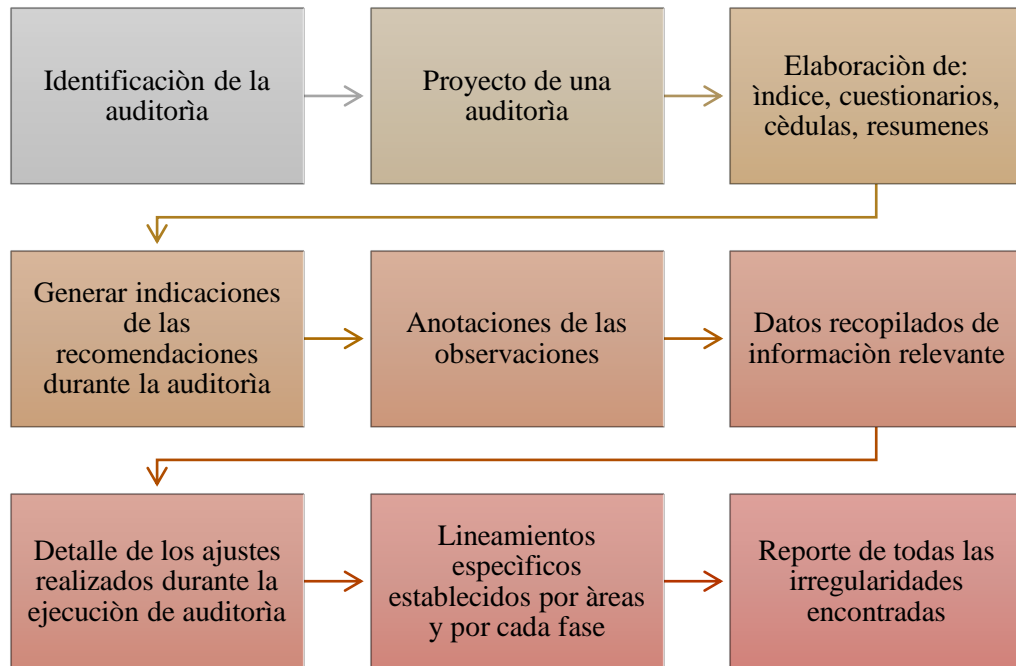 Identificaciòn de la
auditorìa
Proyecto de una
auditorìa
Elaboraciòn de:
ìndice, cuestionarios,
cèdulas, resumenes
Generar indicaciones
de las
recomendaciones
durante la auditorìa
Anotaciones de las
observaciones
Datos recopilados de
informaciòn relevante
Detalle de los ajustes
realizados durante la
ejecuciòn de auditorìa
Lineamientos
especìficos
establecidos por àreas
y por cada fase
Reporte de todas las
irregularidades
encontradas